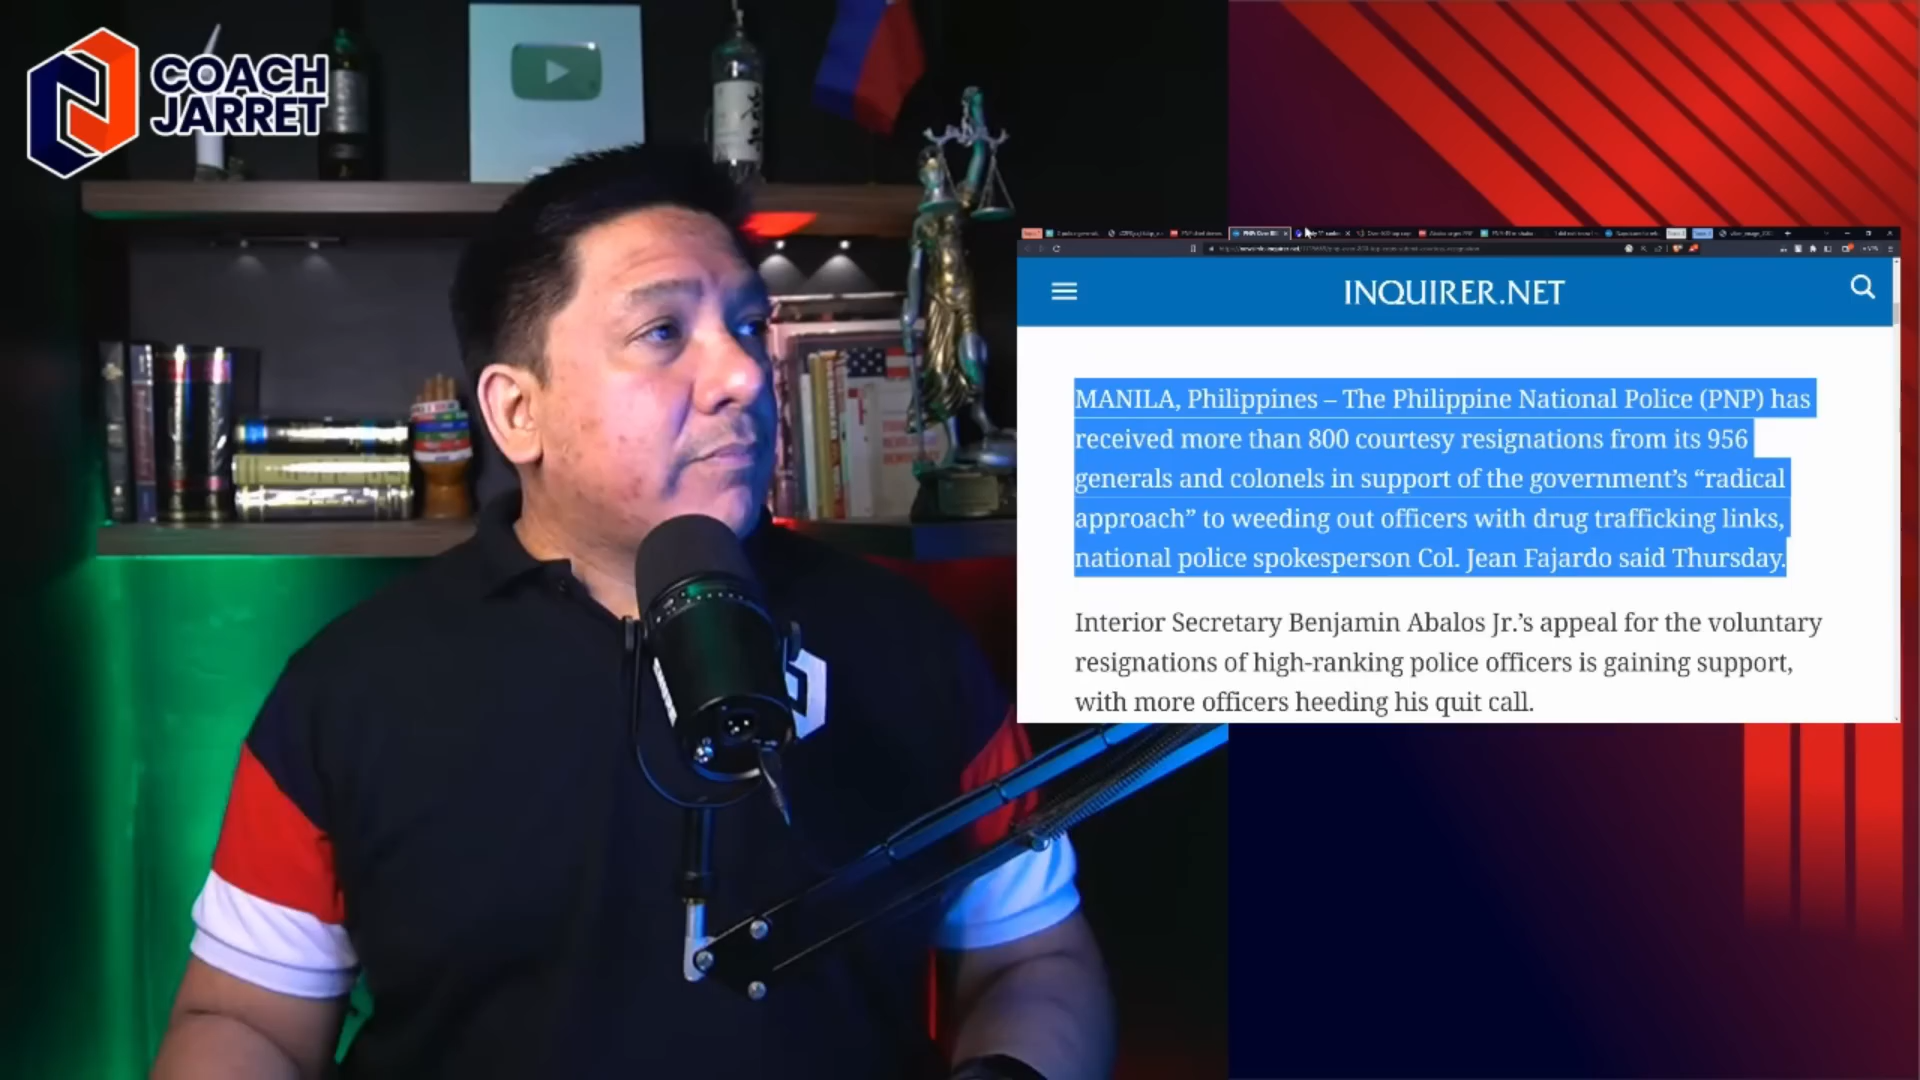 COACH
JARRET
INQUIRER.NET
MANILA, Philippines – The Philippine National Police (PNP) has
received more than 800 courtesy resignations from its 956
generals and colonels in support of the government’s “radical
approach” to weeding out officers with drug trafficking links,
national police spokesperson Col. Jean Fajardo said Thursday.
Interior Secretary Benjamin Abalos Jr.’s appeal for the voluntary
resignations of high-ranking police officers is gaining support,
with more officers heeding his quit call.